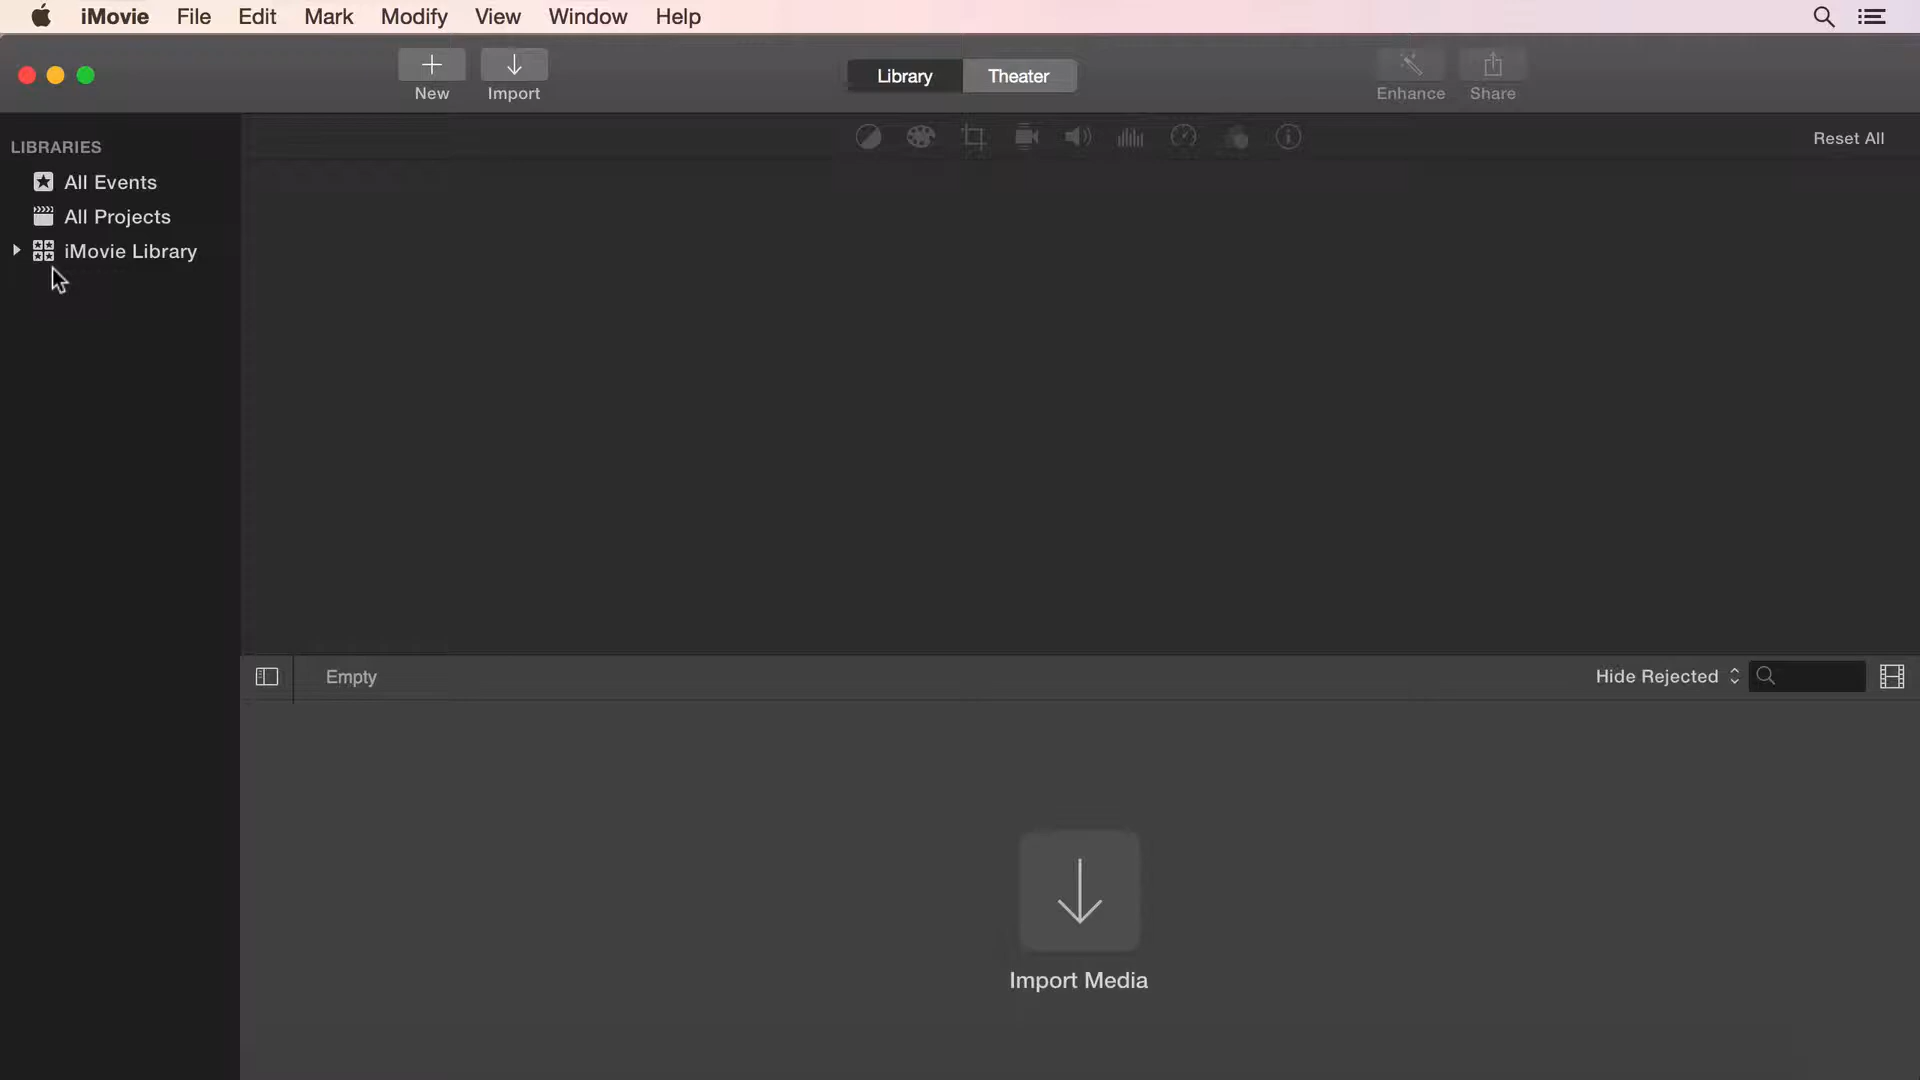 iMovie File Edit Mark Modify View Window Help
New Import Library Theater Enhance Share
LIBRARIES
Reset All
All Events
All Projects
iMovie Library
Empty
Hide Rejected
Import Media